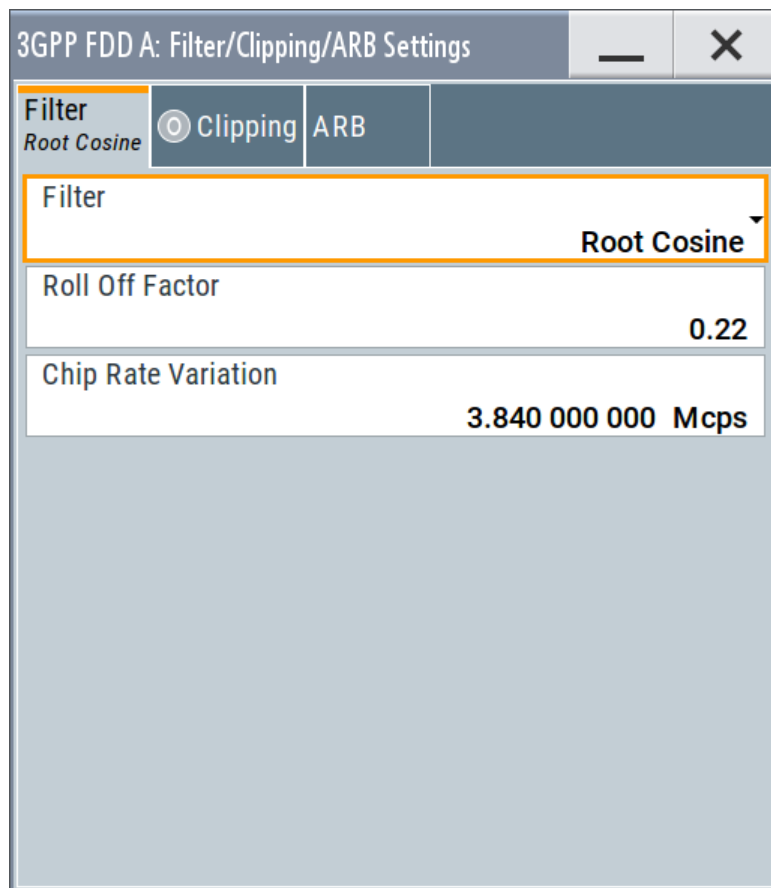 3GPP FDD A: Filter/Clipping/ARB Settings
Filter
Root Cosine
Clipping
ARB
Filter
Root Cosine
Roll Off Factor
0.22
Chip Rate Variation
3.840 000 000 Mcps